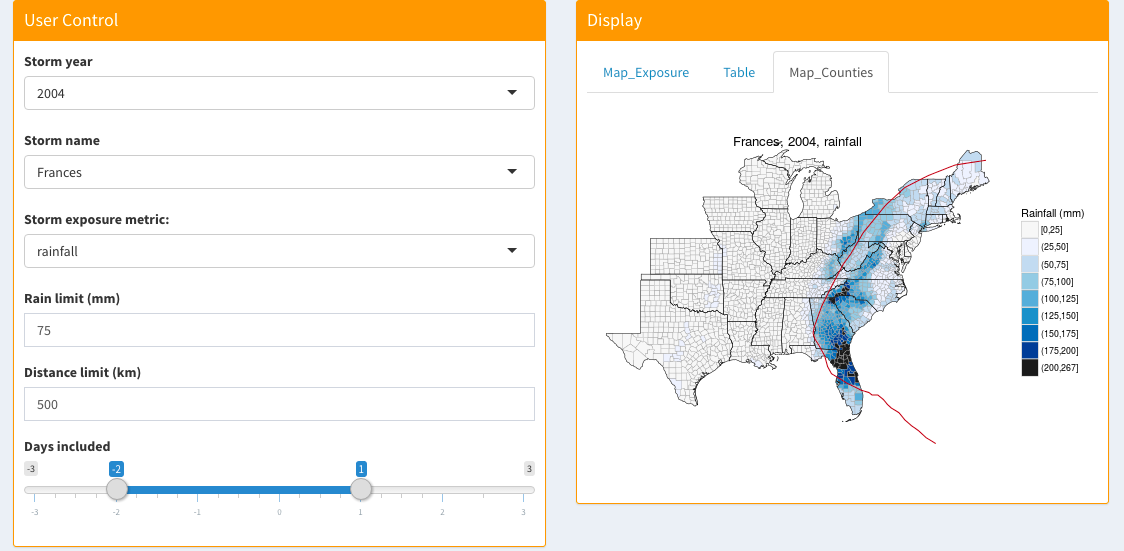 User Control
Storm year
2004
Storm name
Frances
Storm exposure metric:
rainfall
Rain limit (mm)
75
Distance limit (km)
500
Days included
-3 -2 1 3
-3 -2 -1 0 1 2 3
Display
Map_Exposure Table Map_Counties
Frances, 2004, rainfall
Rainfall (mm)
[0,25]
(25,50]
(50,75]
(75,100]
(100,125]
(125,150]
(150,175]
(175,200]
(200,267]